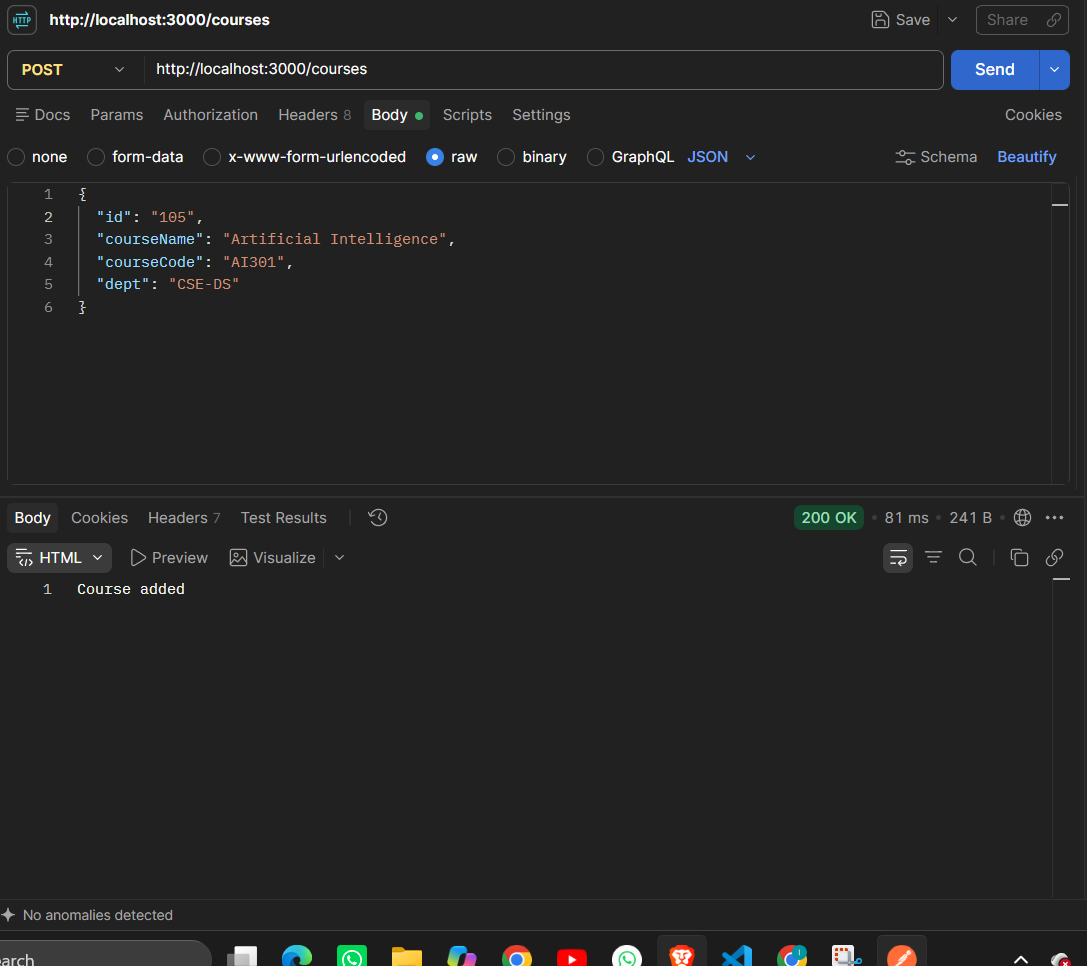 HTTP http://localhost:3000/courses Save Share
POST http://localhost:3000/courses Send
Docs Params Authorization Headers 8 Body Scripts Settings Cookies
none form-data x-www-form-urlencoded raw binary GraphQL JSON Schema Beautify
1 {
2 "id": "105",
3 "courseName": "Artificial Intelligence",
4 "courseCode": "AI301",
5 "dept": "CSE-DS"
6 }
Body Cookies Headers 7 Test Results 200 OK • 81 ms • 241 B •
HTML Preview Visualize
1 Course added
No anomalies detected
earch